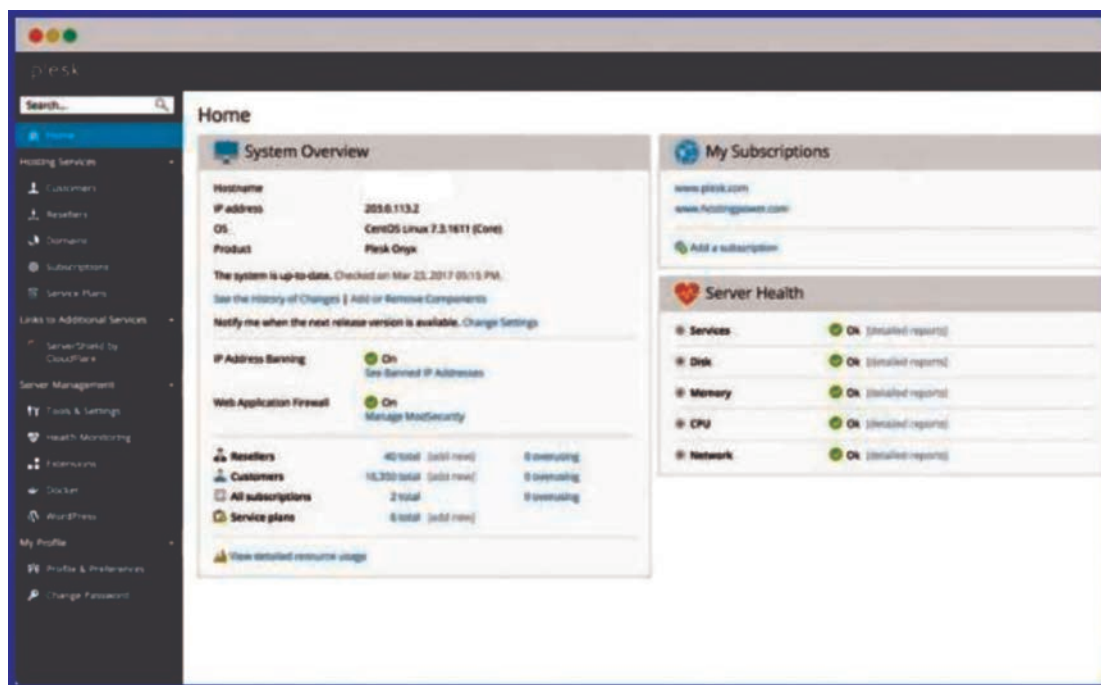 plesk
Search...
Home
Hosting Services
Customers
Resellers
Domains
Subscriptions
Service Plans
Links to Additional Services
ServerShield by
CloudFlare
Server Management
Tools & Settings
Health Monitoring
Extensions
Docker
WordPress
My Profile
Profile & Preferences
Change Password
Home
System Overview
Hostname
IP address 203.0.113.2
OS CentOS Linux 7.3.1611 (Core)
Product Plesk Onyx
The system is up-to-date. Checked on Mar 23, 2017 05:15 PM.
See the History of Changes | Add or Remove Components
Notify me when the next release version is available. Change Settings
IP Address Banning On
See Banned IP Addresses
Web Application Firewall On
Manage ModSecurity
Resellers 40 total [add new] 0 overusing
Customers total [add new] 0 overusing
All subscriptions 2 total 0 overusing
Service plans 6 total [add new]
View detailed resource usage
My Subscriptions
www.plesk.com
www.hostingpower.com
Add a subscription
Server Health
Services Ok [detailed reports]
Disk Ok [detailed reports]
Memory Ok [detailed reports]
CPU Ok [detailed reports]
Network Ok [detailed reports]